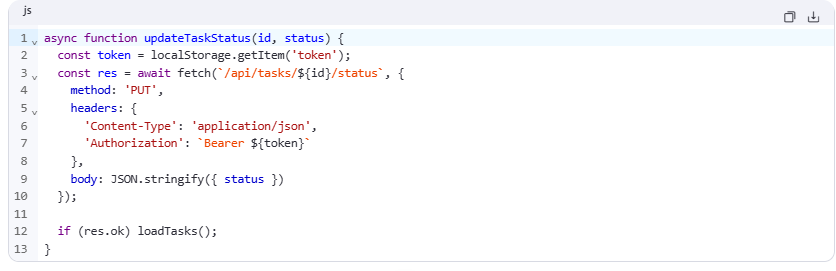 js
1 async function updateTaskStatus(id, status) {
2   const token = localStorage.getItem('token');
3   const res = await fetch(`/api/tasks/${id}/status`, {
4     method: 'PUT',
5     headers: {
6       'Content-Type': 'application/json',
7       'Authorization': `Bearer ${token}`
8     },
9     body: JSON.stringify({ status })
10   });
11
12   if (res.ok) loadTasks();
13 }